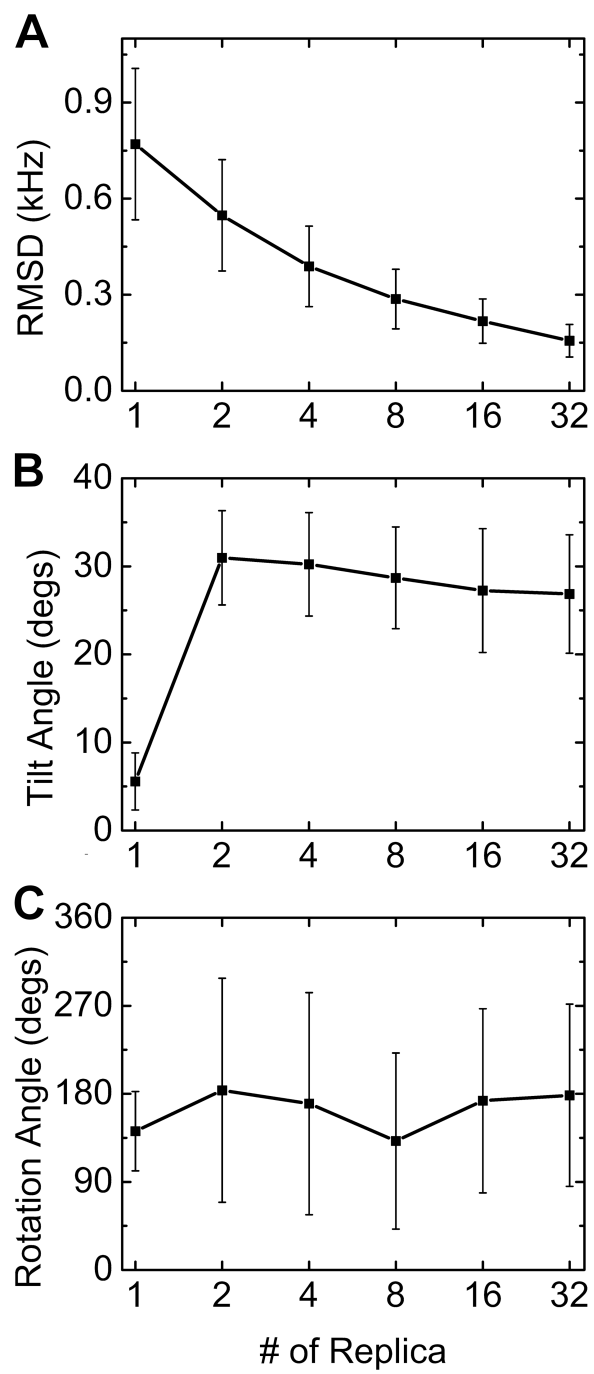 A
RMSD (kHz)
0.9
0.6
0.3
0.0
1 2 4 8 16 32
B
Tilt Angle (degs)
40
30
20
10
0
1 2 4 8 16 32
C
Rotation Angle (degs)
360
270
180
90
0
1 2 4 8 16 32
# of Replica